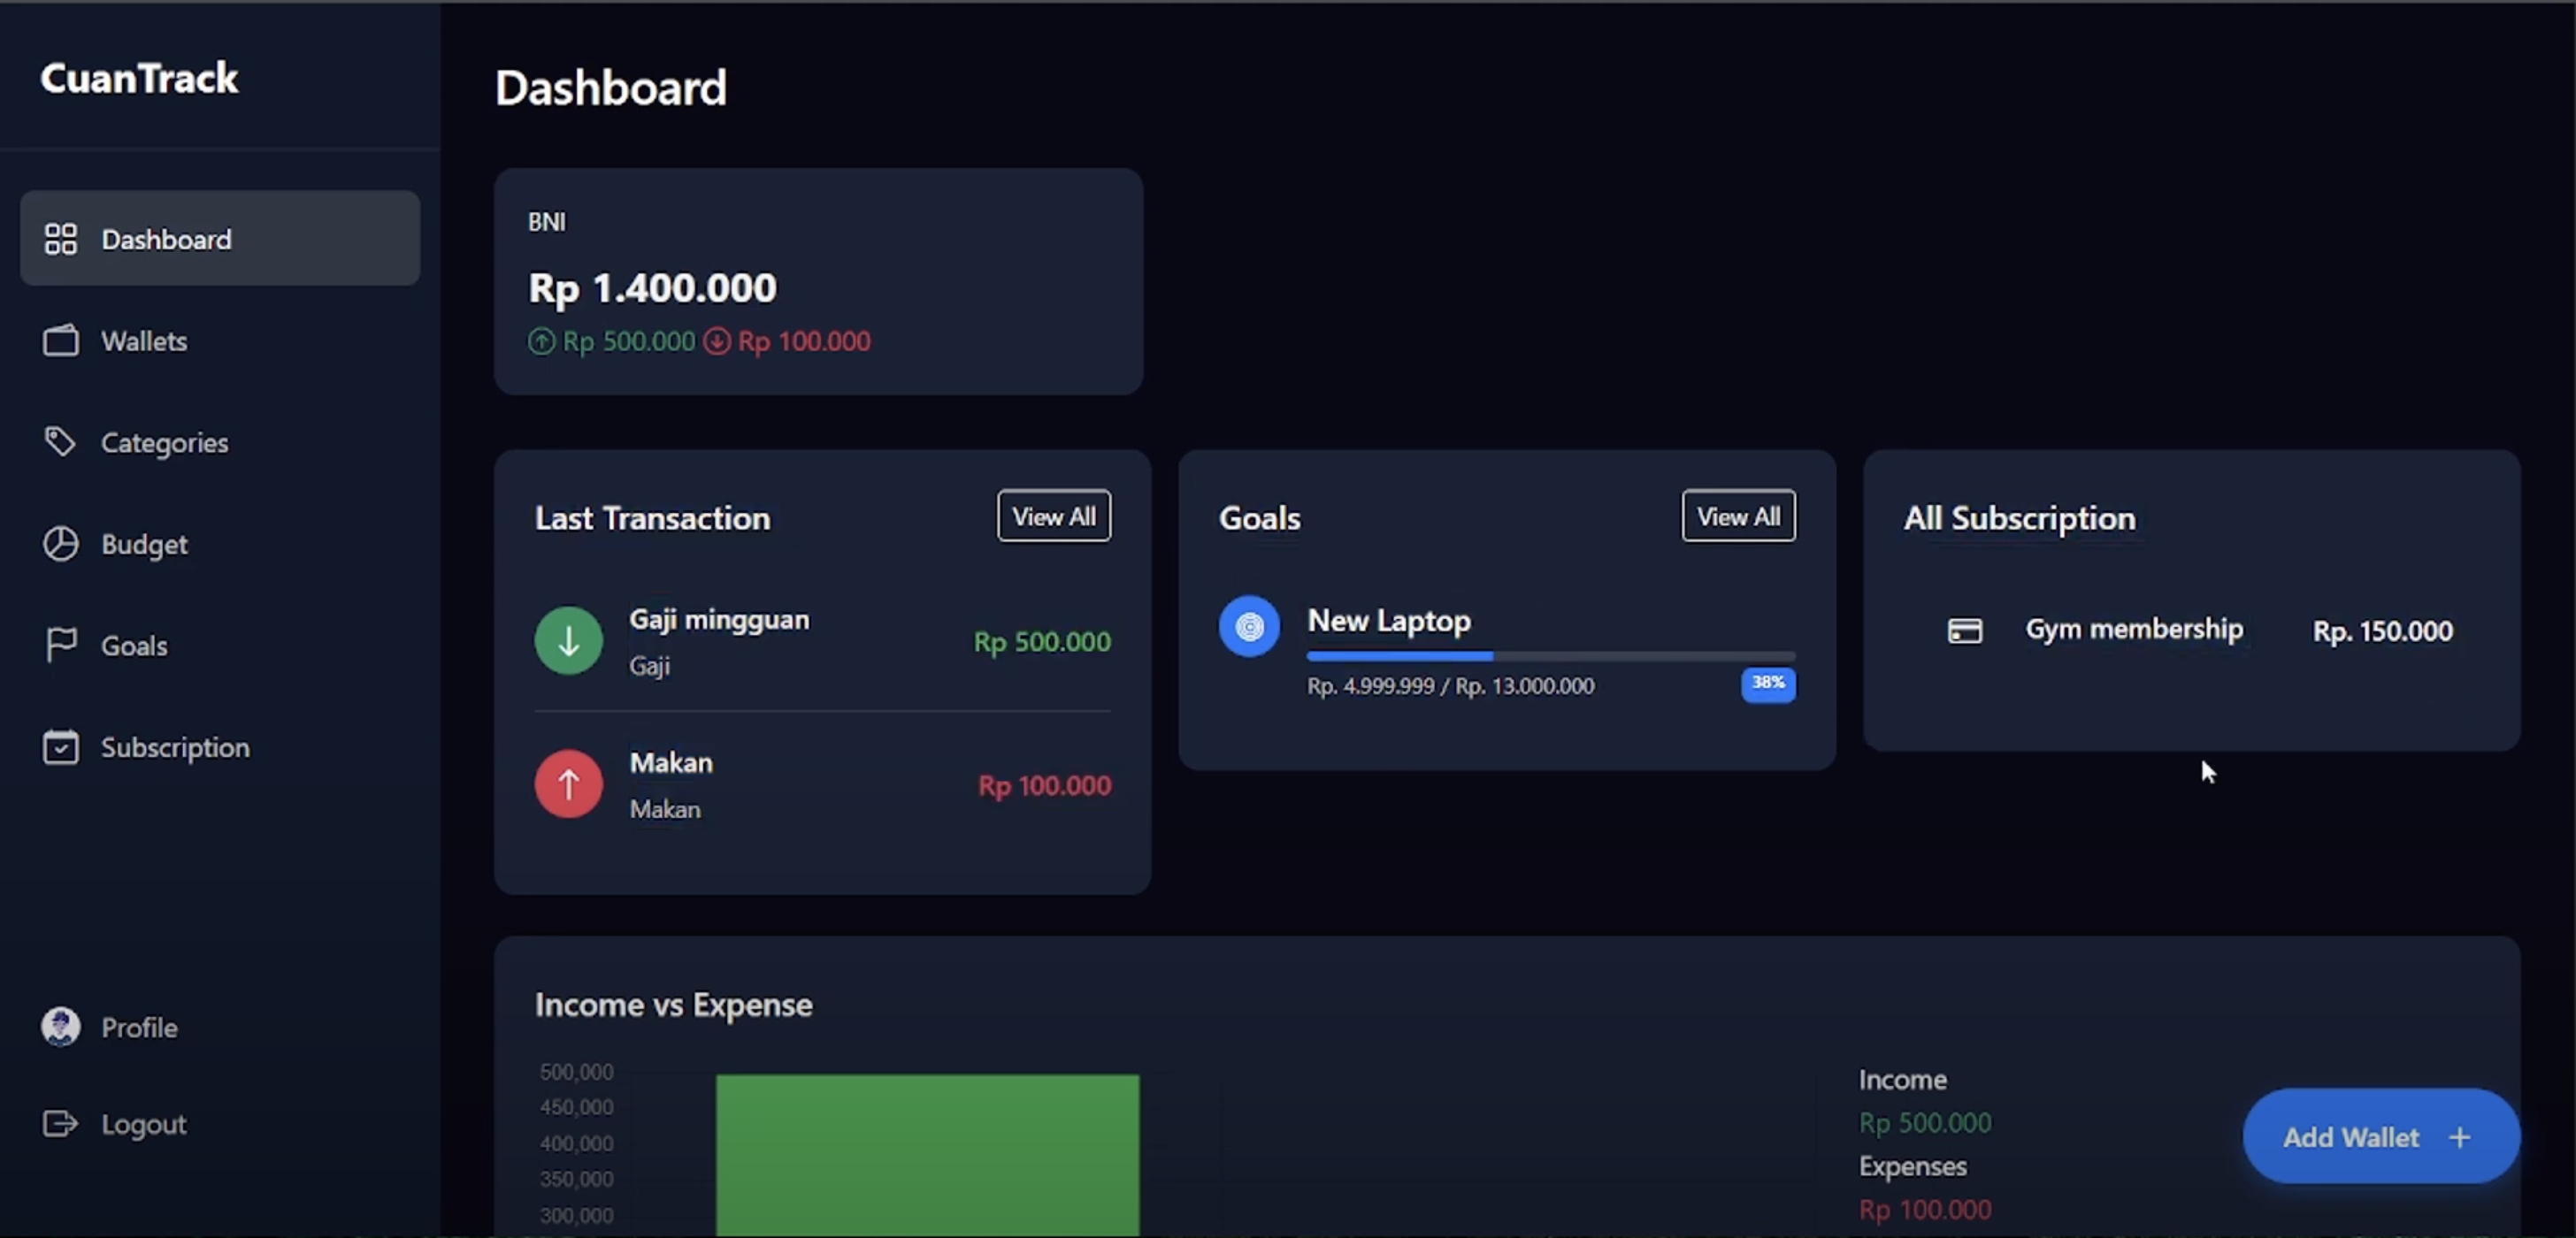 CuanTrack
Dashboard
Wallets
Categories
Budget
Goals
Subscription
Profile
Logout
Dashboard
BNI
Rp 1.400.000
Rp 500.000 Rp 100.000
Last Transaction View All
Gaji mingguan
Gaji
Rp 500.000
Makan
Makan
Rp 100.000
Goals View All
New Laptop
Rp. 4.999.999 / Rp. 13.000.000 38%
All Subscription
Gym membership Rp. 150.000
Income vs Expense
500,000
450,000
400,000
350,000
300,000
Income
Rp 500.000
Expenses
Rp 100.000
Add Wallet +